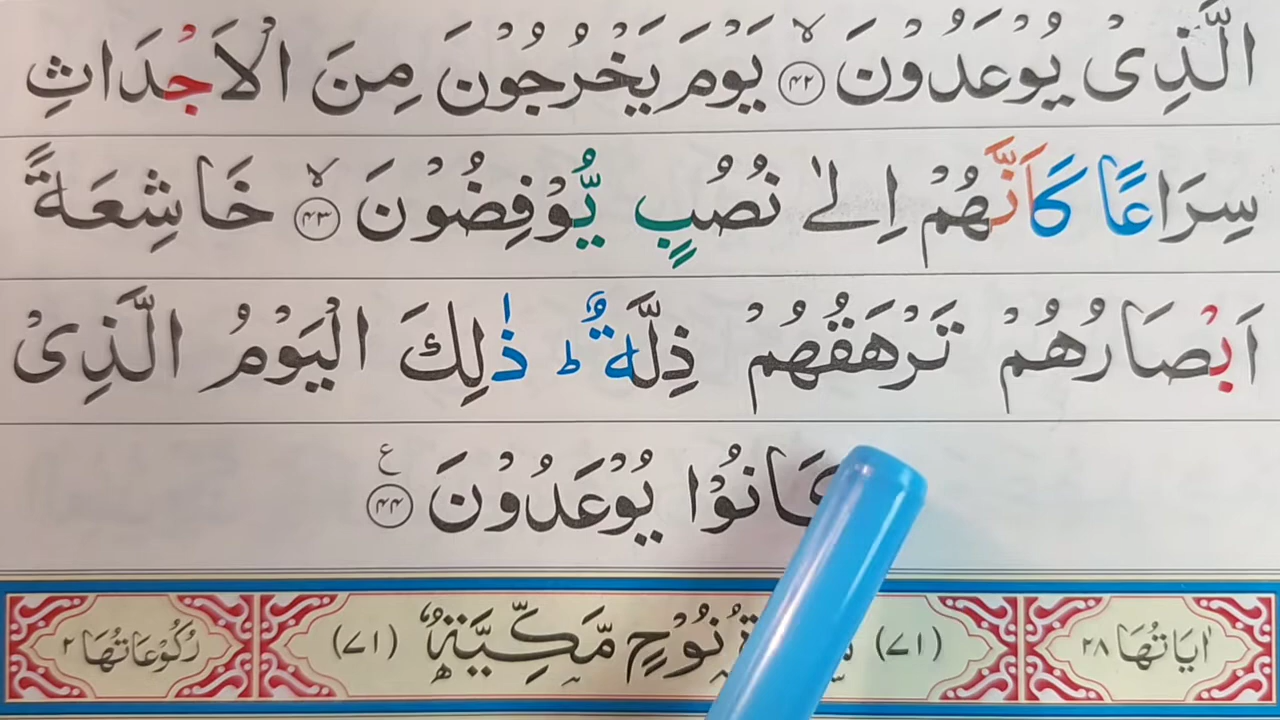 الَّذِیْ یُوْعَدُوْنَ ۙ﴿۴۲﴾ یَوْمَ یَخْرُجُوْنَ مِنَ الْاَجْدَاثِ
سِرَاعًا كَاَنَّهُمْ اِلٰی نُصُبٍ یُّوْفِضُوْنَ ۙ﴿۴۳﴾ خَاشِعَةً
اَبْصَارُهُمْ تَرْهَقُهُمْ ذِلَّةٌ ؕ ذٰلِكَ الْیَوْمُ الَّذِیْ
كَانُوْا یُوْعَدُوْنَ ﴿۴۴﴾ ع
اٰیَاتُهَا ۲۸ (۷۱) نُوْحٍ مَّكِّیَّةٌ (۷۱) رُكُوْعَاتُهَا ۲